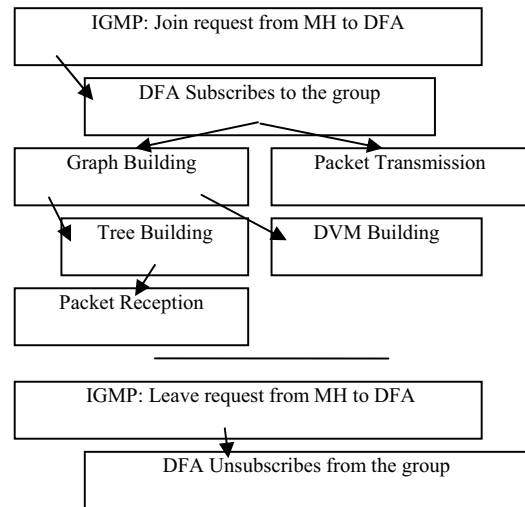 IGMP: Join request from MH to DFA
DFA Subscribes to the group
Graph Building
Packet Transmission
Tree Building
DVM Building
Packet Reception
IGMP: Leave request from MH to DFA
DFA Unsubscribes from the group